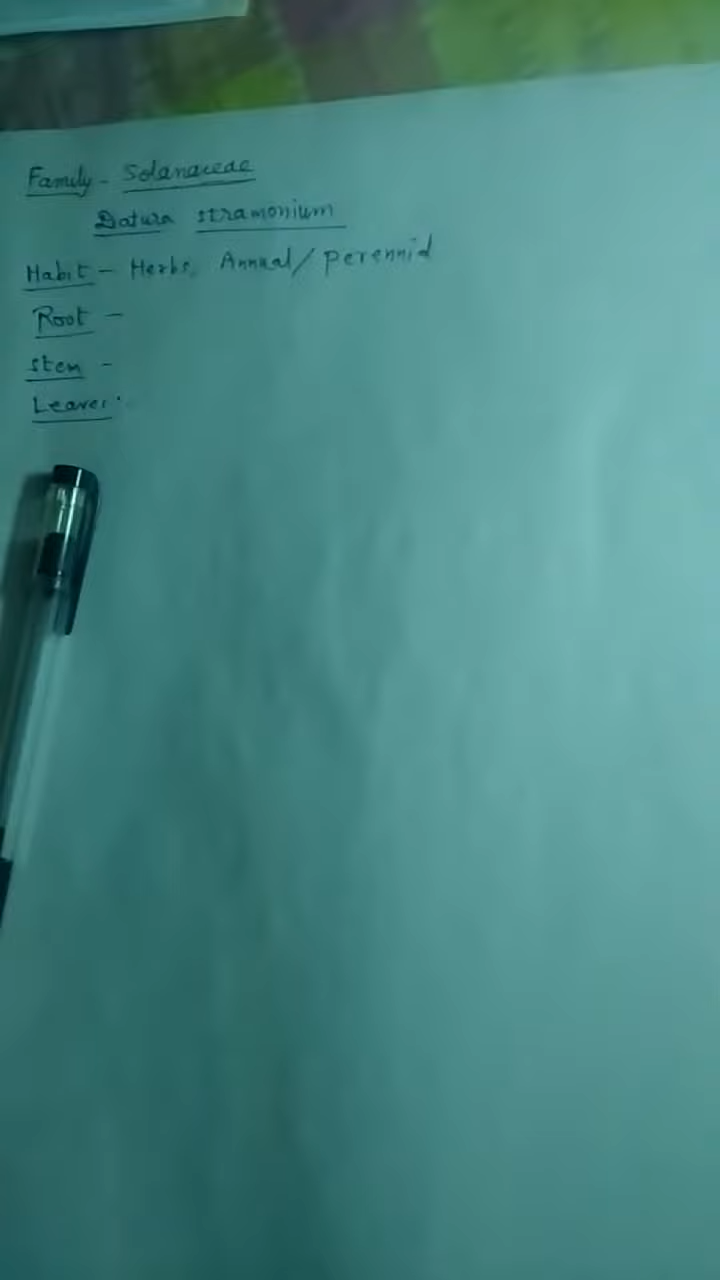 Family - Solanaceae
Datura stramonium
Habit - Herbs, Annual/perennial
Root -
Stem -
Leaves: